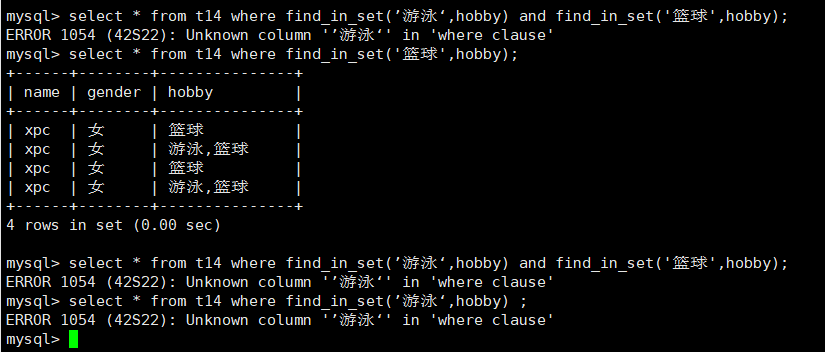 mysql> select * from t14 where find_in_set(’游泳‘,hobby) and find_in_set('篮球',hobby);
ERROR 1054 (42S22): Unknown column '’游泳‘' in 'where clause'
mysql> select * from t14 where find_in_set('篮球',hobby);
+------+--------+---------------+
| name | gender | hobby         |
+------+--------+---------------+
| xpc  | 女     | 篮球          |
| xpc  | 女     | 游泳,篮球     |
| xpc  | 女     | 篮球          |
| xpc  | 女     | 游泳,篮球     |
+------+--------+---------------+
4 rows in set (0.00 sec)
mysql> select * from t14 where find_in_set(’游泳‘,hobby) and find_in_set('篮球',hobby);
ERROR 1054 (42S22): Unknown column '’游泳‘' in 'where clause'
mysql> select * from t14 where find_in_set(’游泳‘,hobby) ;
ERROR 1054 (42S22): Unknown column '’游泳‘' in 'where clause'
mysql>